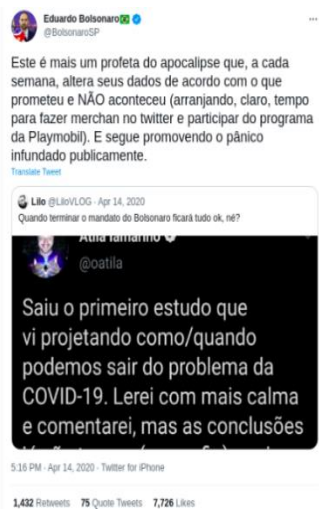 Eduardo Bolsonaro🇧🇷
@BolsonaroSP
Este é mais um profeta do apocalipse que, a cada
semana, altera seus dados de acordo com o que
prometeu e NÃO aconteceu (arranjando, claro, tempo
para fazer merchan no twitter e participar do programa
da Playmobil). E segue promovendo o pânico
infundado publicamente.
Translate Tweet
Lilo @LiloVLOG · Apr 14, 2020
Quando terminar o mandato do Bolsonaro ficará tudo ok, né?
Atila Iamarino
@oatila
Saiu o primeiro estudo que
vi projetando como/quando
podemos sair do problema da
COVID-19. Lerei com mais calma
e comentarei, mas as conclusões
5:16 PM · Apr 14, 2020 · Twitter for iPhone
1,432 Retweets 75 Quote Tweets 7,726 Likes